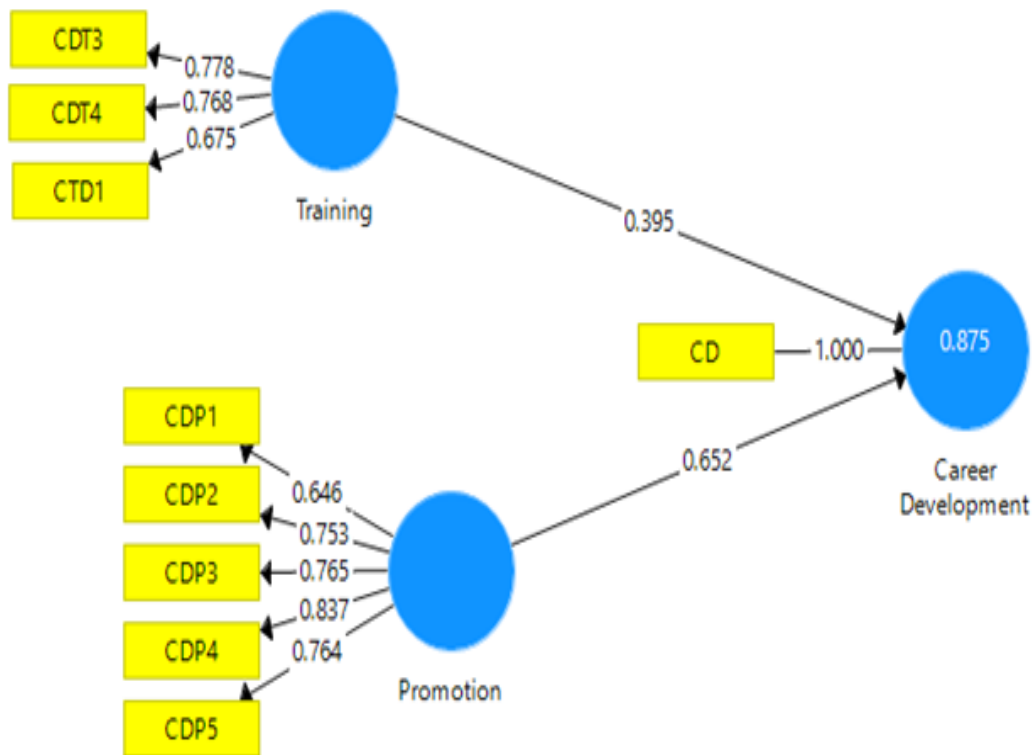 CDT3
0.778
CDT4
0.768
CTD1
0.675
Training
0.395
CD
1.000
0.875
Career
Development
0.652
CDP1
0.646
CDP2
0.753
CDP3
0.765
CDP4
0.837
CDP5
0.764
Promotion